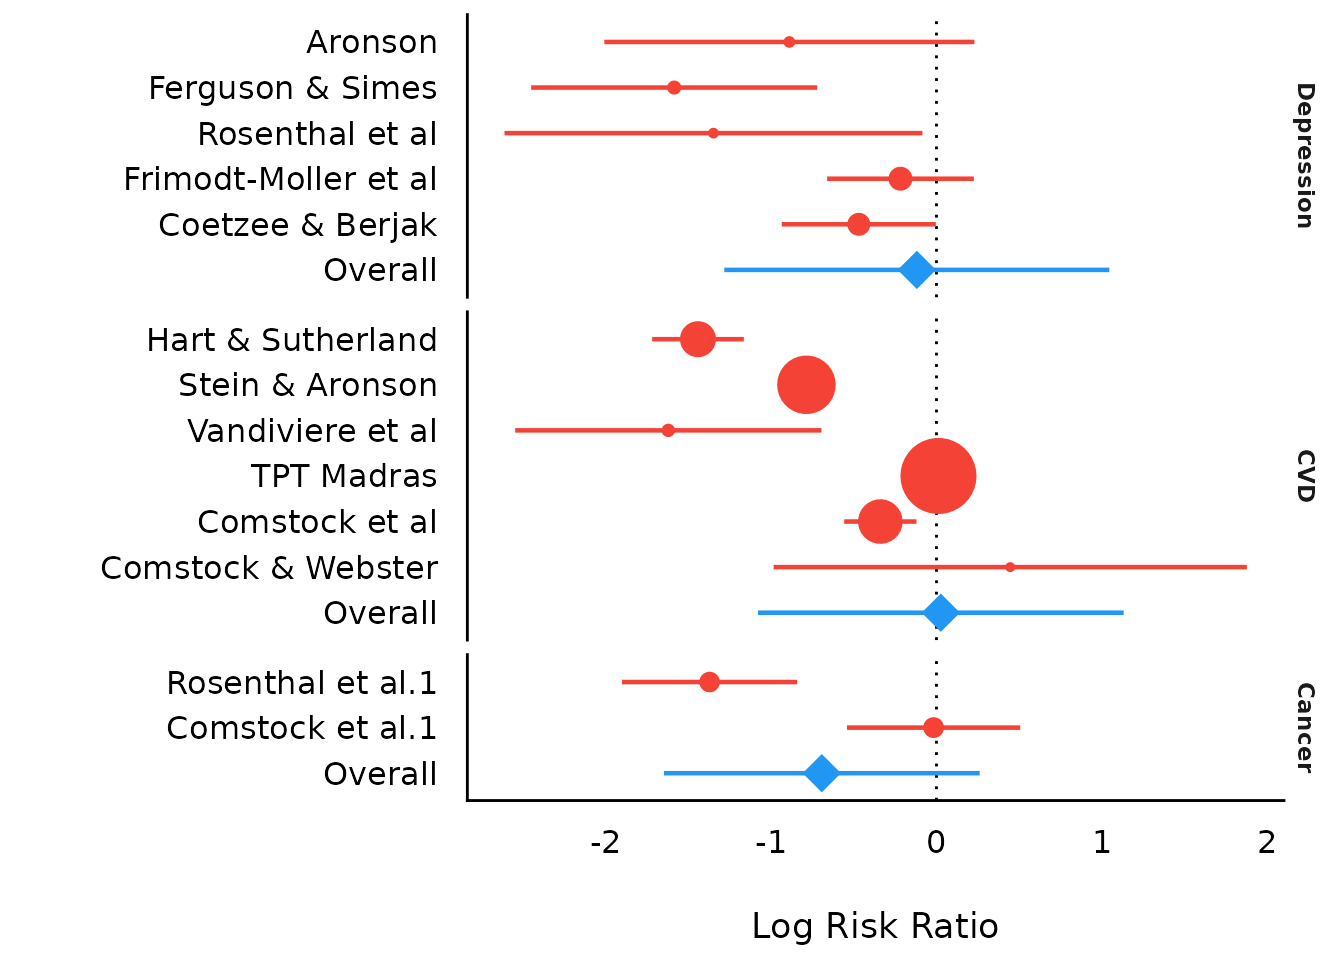 Aronson
Ferguson & Simes
Rosenthal et al
Frimodt-Moller et al
Coetzee & Berjak
Overall
Depression
Hart & Sutherland
Stein & Aronson
Vandiviere et al
TPT Madras
Comstock et al
Comstock & Webster
Overall
CVD
Rosenthal et al.1
Comstock et al.1
Overall
Cancer
-2 -1 0 1 2
Log Risk Ratio